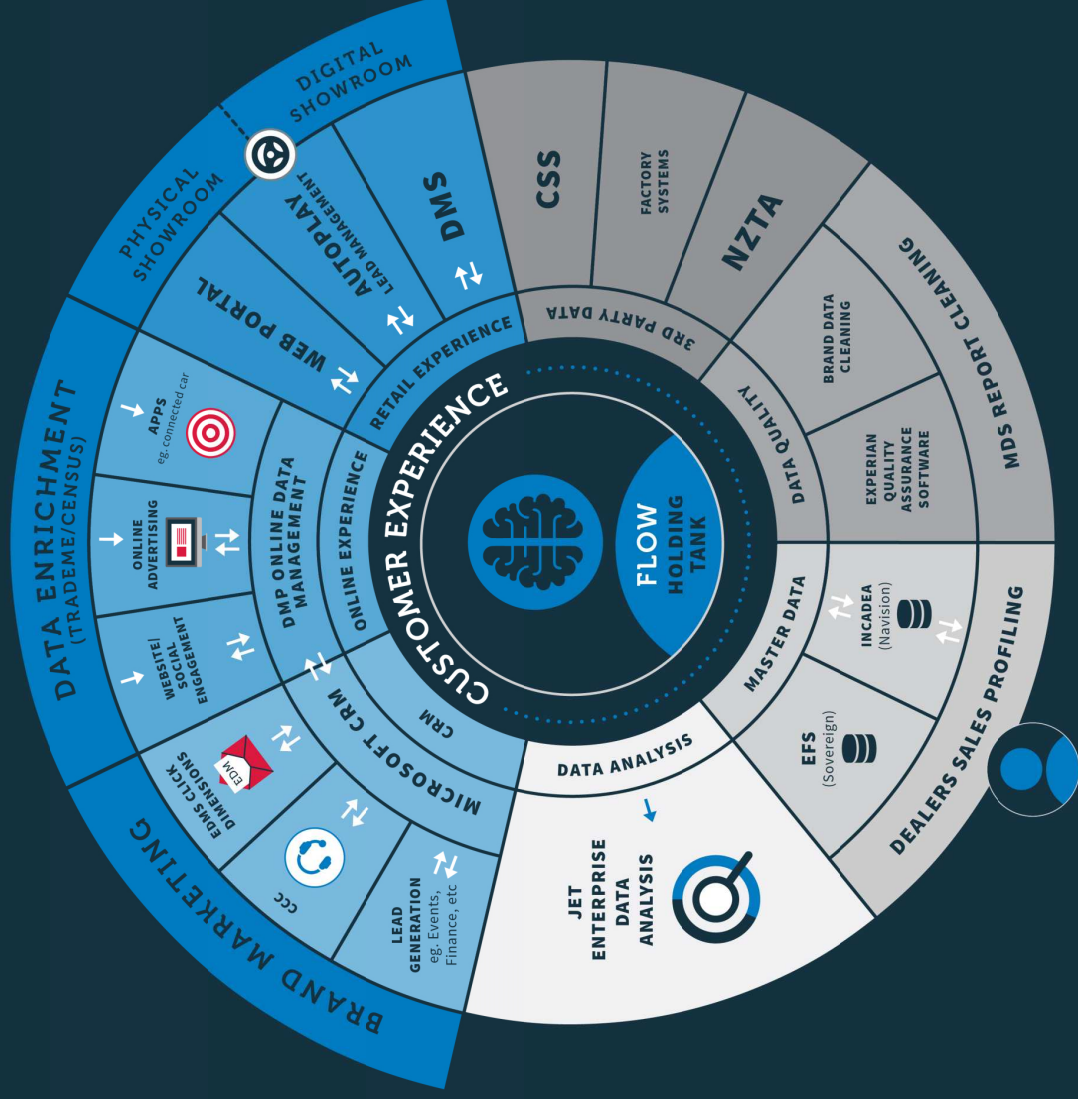 DATA ENRICHMENT
(TRADEME/CENSUS)
PHYSICAL
SHOWROOM
DIGITAL
SHOWROOM
BRAND MARKETING
WEBSITE/
SOCIAL
ENGAGEMENT
ONLINE
ADVERTISING
APPS
eg. connected car
WEB PORTAL
AUTOPLAY
LEAD MANAGEMENT
DMS
DMP ONLINE DATA
MANAGEMENT
ONLINE EXPERIENCE
RETAIL EXPERIENCE
EDMS CLICK
DIMENSIONS
EDM
CCC
LEAD
GENERATION
eg. Events,
Finance, etc
MICROSOFT CRM
CRM
CUSTOMER EXPERIENCE
FLOW
HOLDING
TANK
CSS
FACTORY
SYSTEMS
NZTA
3RD PARTY DATA
DATA QUALITY
BRAND DATA
CLEANING
EXPERIAN
QUALITY
ASSURANCE
SOFTWARE
MDS REPORT CLEANING
MASTER DATA
INCADEA
(Navision)
EFS
(Sovereign)
DEALERS SALES PROFILING
DATA ANALYSIS
JET
ENTERPRISE
DATA
ANALYSIS